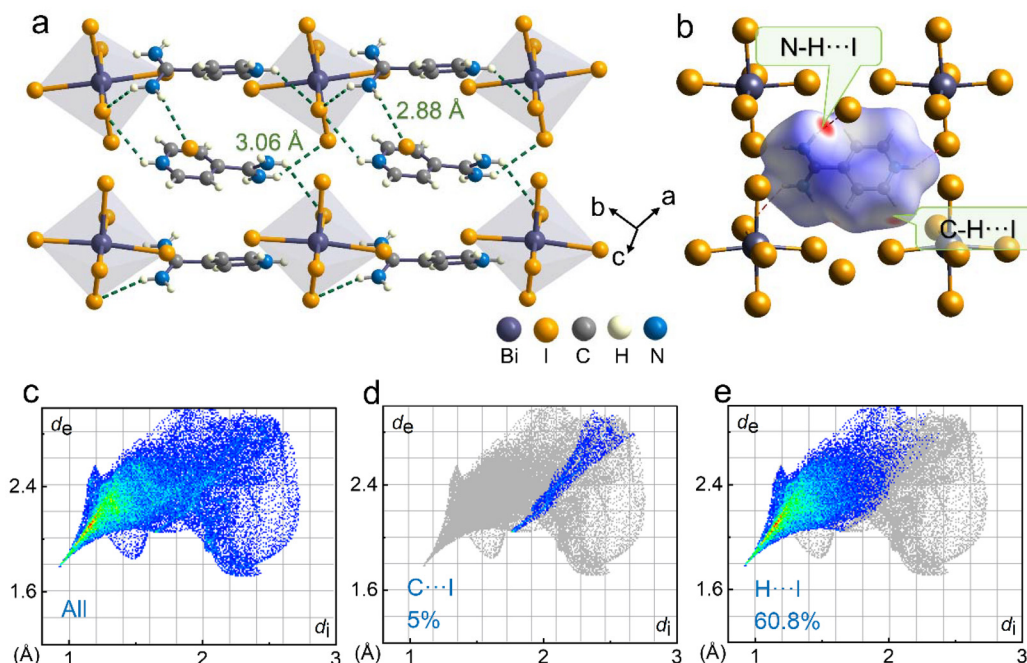 a
3.06 Å
2.88 Å
b
a
c
Bi
I
C
H
N
b
N-H···I
C-H···I
c
de
2.4
1.6
All
di
(Å)
1
2
3
d
de
2.4
1.6
C···I
5%
di
(Å)
1
2
3
e
de
2.4
1.6
H···I
60.8%
di
(Å)
1
2
3